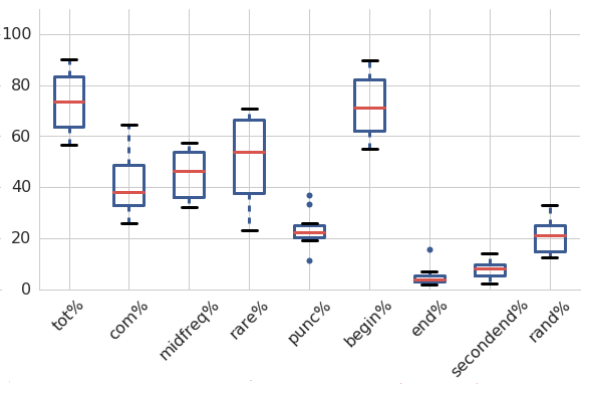 100
80
60
40
20
0
tot%
com%
midfreq%
rare%
punc%
begin%
end%
secondend%
rand%